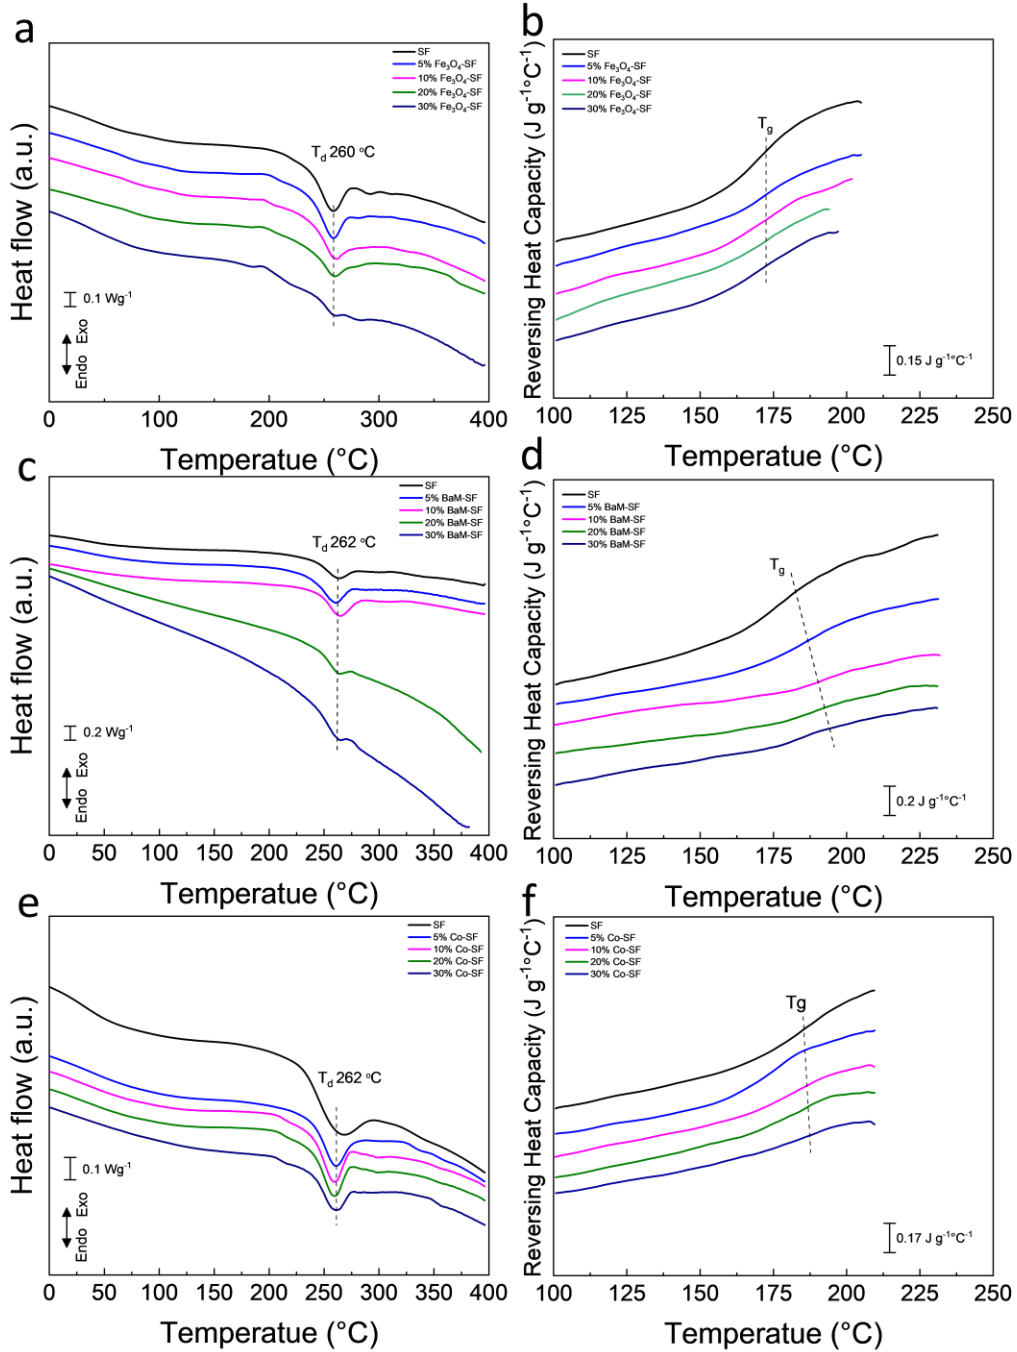 a
SF
5% Fe₃O₄-SF
10% Fe₃O₄-SF
20% Fe₃O₄-SF
30% Fe₃O₄-SF
T_d 260 °C
0.1 Wg⁻¹
Endo Exo
Heat flow (a.u.)
0 50 100 150 200 250 300 350 400
Temperatue (°C)
b
SF
5% Fe₃O₄-SF
10% Fe₃O₄-SF
20% Fe₃O₄-SF
30% Fe₃O₄-SF
T_g
0.15 J g⁻¹°C⁻¹
Reversing Heat Capacity (J g⁻¹°C⁻¹)
100 125 150 175 200 225 250
Temperatue (°C)
c
SF
5% BaM-SF
10% BaM-SF
20% BaM-SF
30% BaM-SF
T_d 262 °C
0.2 Wg⁻¹
Endo Exo
Heat flow (a.u.)
0 50 100 150 200 250 300 350 400
Temperatue (°C)
d
SF
5% BaM-SF
10% BaM-SF
20% BaM-SF
30% BaM-SF
T_g
0.2 J g⁻¹°C⁻¹
Reversing Heat Capacity (J g⁻¹°C⁻¹)
100 125 150 175 200 225 250
Temperatue (°C)
e
SF
5% Co-SF
10% Co-SF
20% Co-SF
30% Co-SF
T_d 262 °C
0.1 Wg⁻¹
Endo Exo
Heat flow (a.u.)
0 50 100 150 200 250 300 350 400
Temperatue (°C)
f
SF
5% Co-SF
10% Co-SF
20% Co-SF
30% Co-SF
Tg
0.17 J g⁻¹°C⁻¹
Reversing Heat Capacity (J g⁻¹°C⁻¹)
100 125 150 175 200 225 250
Temperatue (°C)